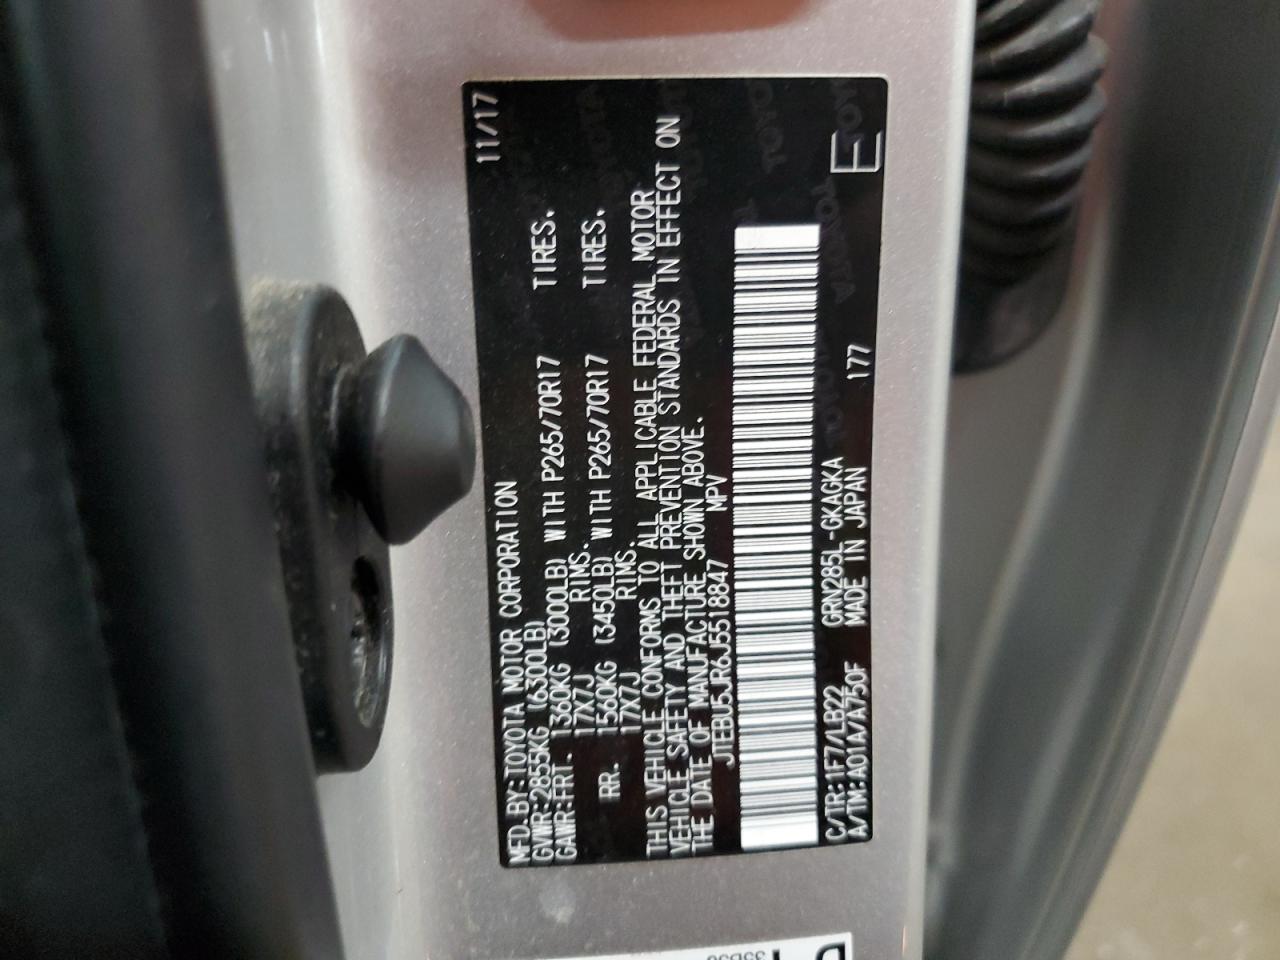 MFD.BY:TOYOTA MOTOR CORPORATION 11/17
GVWR:2855KG (6300LB)
GAWR:FRT. 1360KG (3000LB) WITH P265/70R17 TIRES.
17X7J RIMS.
RR. 1560KG (3450LB) WITH P265/70R17 TIRES.
17X7J RIMS.
THIS VEHICLE CONFORMS TO ALL APPLICABLE FEDERAL MOTOR
VEHICLE SAFETY AND THEFT PREVENTION STANDARDS IN EFFECT ON
THE DATE OF MANUFACTURE SHOWN ABOVE.
JTEBU5JR6J5518847 MPV
C/TR:1F7/LB22 GRN285L-GKAGKA
A/TM:A01A/A750F MADE IN JAPAN 177
E